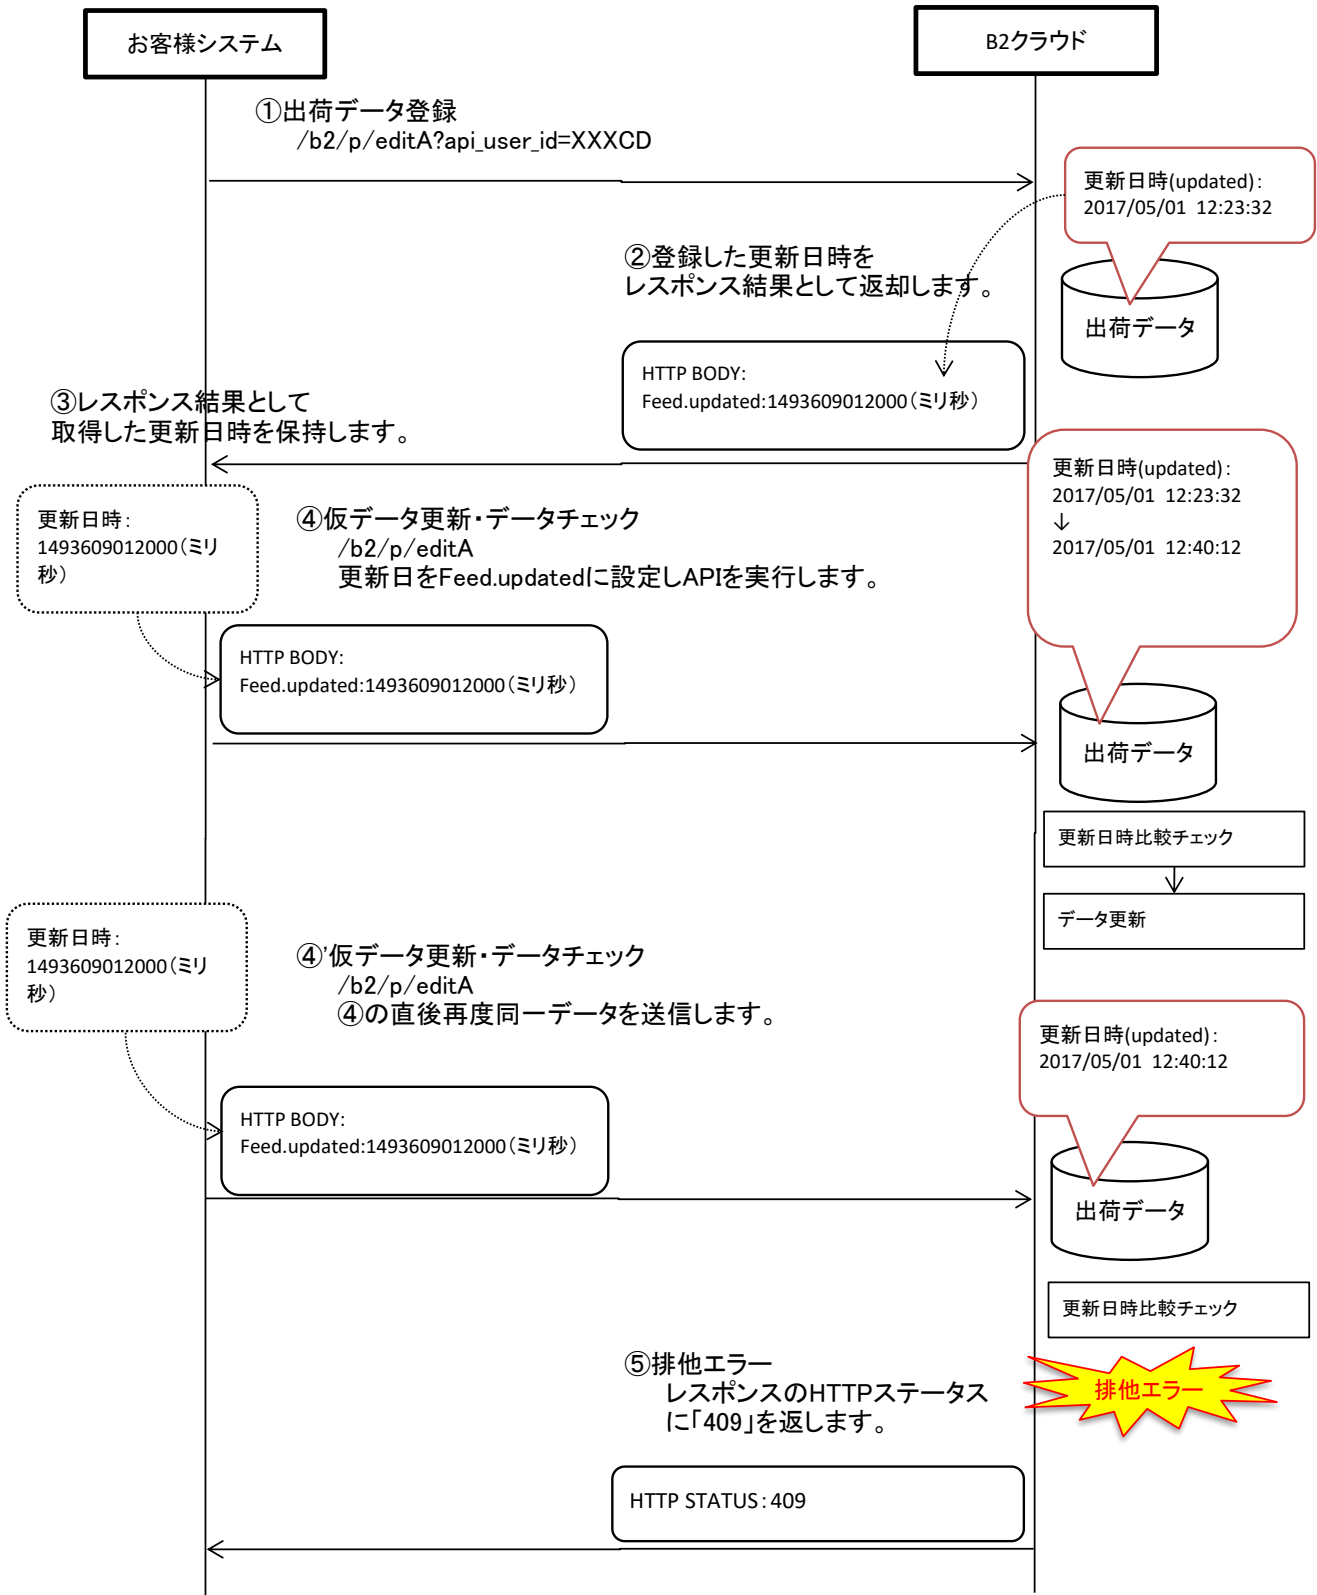 お客様システム
B2クラウド
①出荷データ登録
/b2/p/editA?api_user_id=XXXCD
更新日時(updated):
2017/05/01 12:23:32
②登録した更新日時を
レスポンス結果として返却します。
出荷データ
HTTP BODY:
Feed.updated:1493609012000(ミリ秒)
③レスポンス結果として
取得した更新日時を保持します。
更新日時(updated):
2017/05/01 12:23:32
↓
2017/05/01 12:40:12
更新日時:
1493609012000(ミリ
秒)
④仮データ更新・データチェック
/b2/p/editA
更新日をFeed.updatedに設定しAPIを実行します。
HTTP BODY:
Feed.updated:1493609012000(ミリ秒)
出荷データ
更新日時比較チェック
データ更新
更新日時:
1493609012000(ミリ
秒)
④'仮データ更新・データチェック
/b2/p/editA
④の直後再度同一データを送信します。
更新日時(updated):
2017/05/01 12:40:12
HTTP BODY:
Feed.updated:1493609012000(ミリ秒)
出荷データ
更新日時比較チェック
⑤排他エラー
レスポンスのHTTPステータス
に「409」を返します。
排他エラー
HTTP STATUS:409